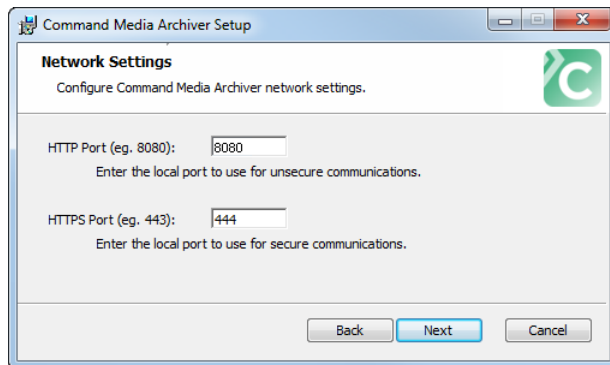 Command Media Archiver Setup
Network Settings
Configure Command Media Archiver network settings.
HTTP Port (eg. 8080): 8080
Enter the local port to use for unsecure communications.
HTTPS Port (eg. 443): 444
Enter the local port to use for secure communications.
Back Next Cancel